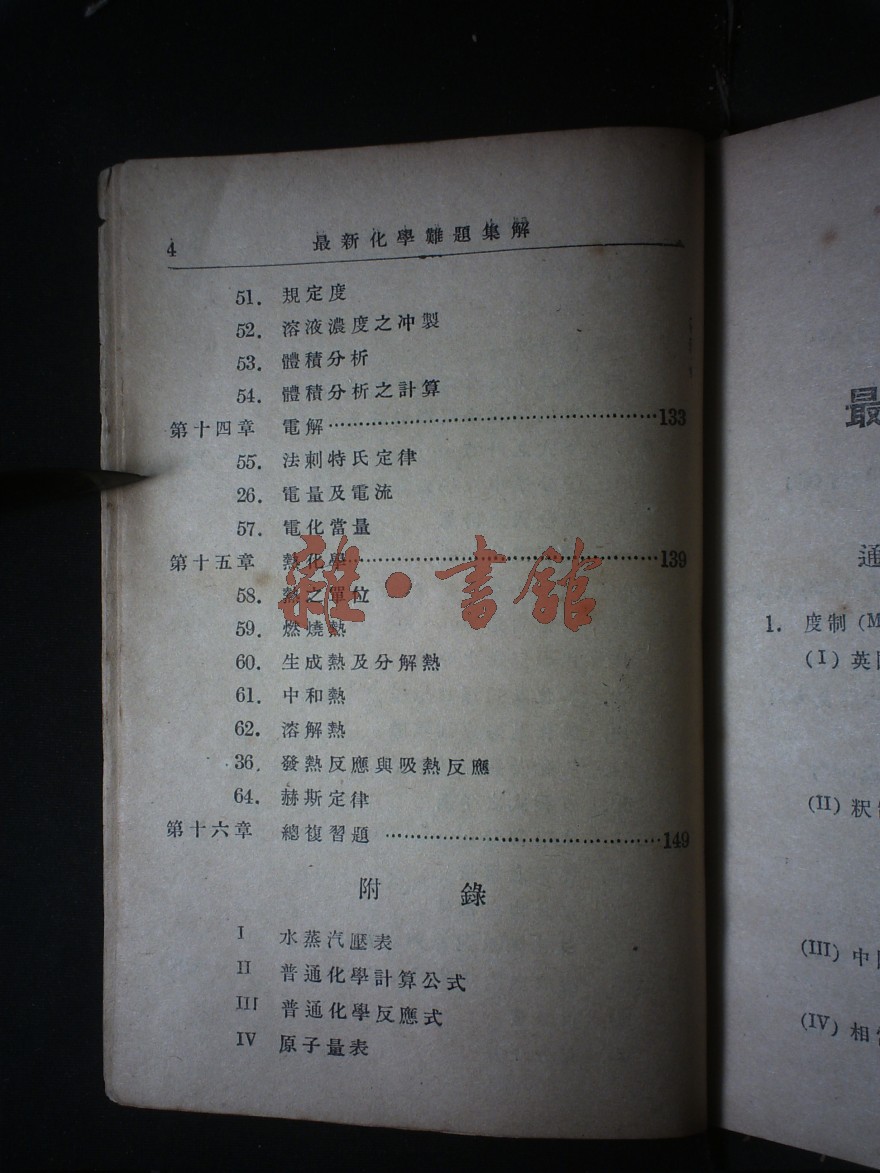 4 最新化學難題集解
51. 規定度
52. 溶液濃度之冲製
53. 體積分析
54. 體積分析之計算
第十四章 電解……………………………………133
55. 法剌特氏定律
26. 電量及電流
57. 電化當量
第十五章 熱化學……………………………………139
58. 熱之單位
59. 燃燒熱
60. 生成熱及分解熱
61. 中和熱
62. 溶解熱
36. 發熱反應與吸熱反應
64. 赫斯定律
第十六章 總複習題……………………………………149
附錄
I 水蒸汽壓表
II 普通化學計算公式
III 普通化學反應式
IV 原子量表
雜·書館
最
通
1. 度制 (M
(I) 英
(II) 釈
(III) 中
(IV) 相